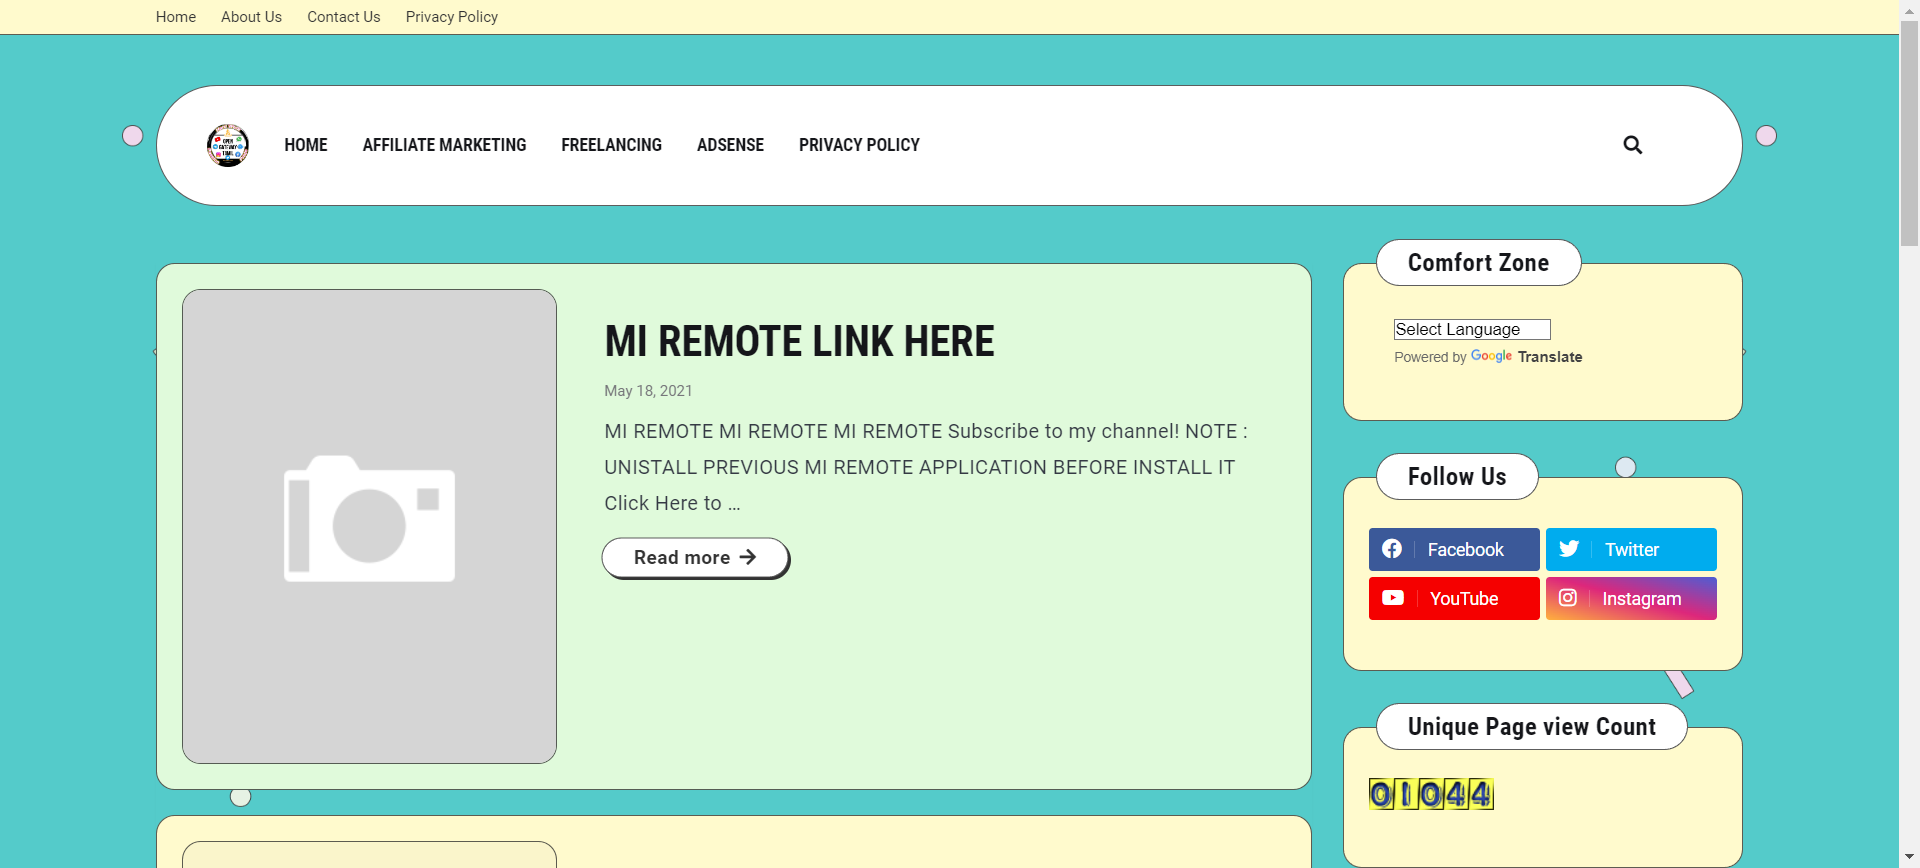 Home About Us Contact Us Privacy Policy
HOME AFFILIATE MARKETING FREELANCING ADSENSE PRIVACY POLICY
MI REMOTE LINK HERE
May 18, 2021
MI REMOTE MI REMOTE MI REMOTE Subscribe to my channel! NOTE :
UNISTALL PREVIOUS MI REMOTE APPLICATION BEFORE INSTALL IT
Click Here to …
Read more
Comfort Zone
Select Language
Powered by Google Translate
Follow Us
Facebook
Twitter
YouTube
Instagram
Unique Page view Count
01044